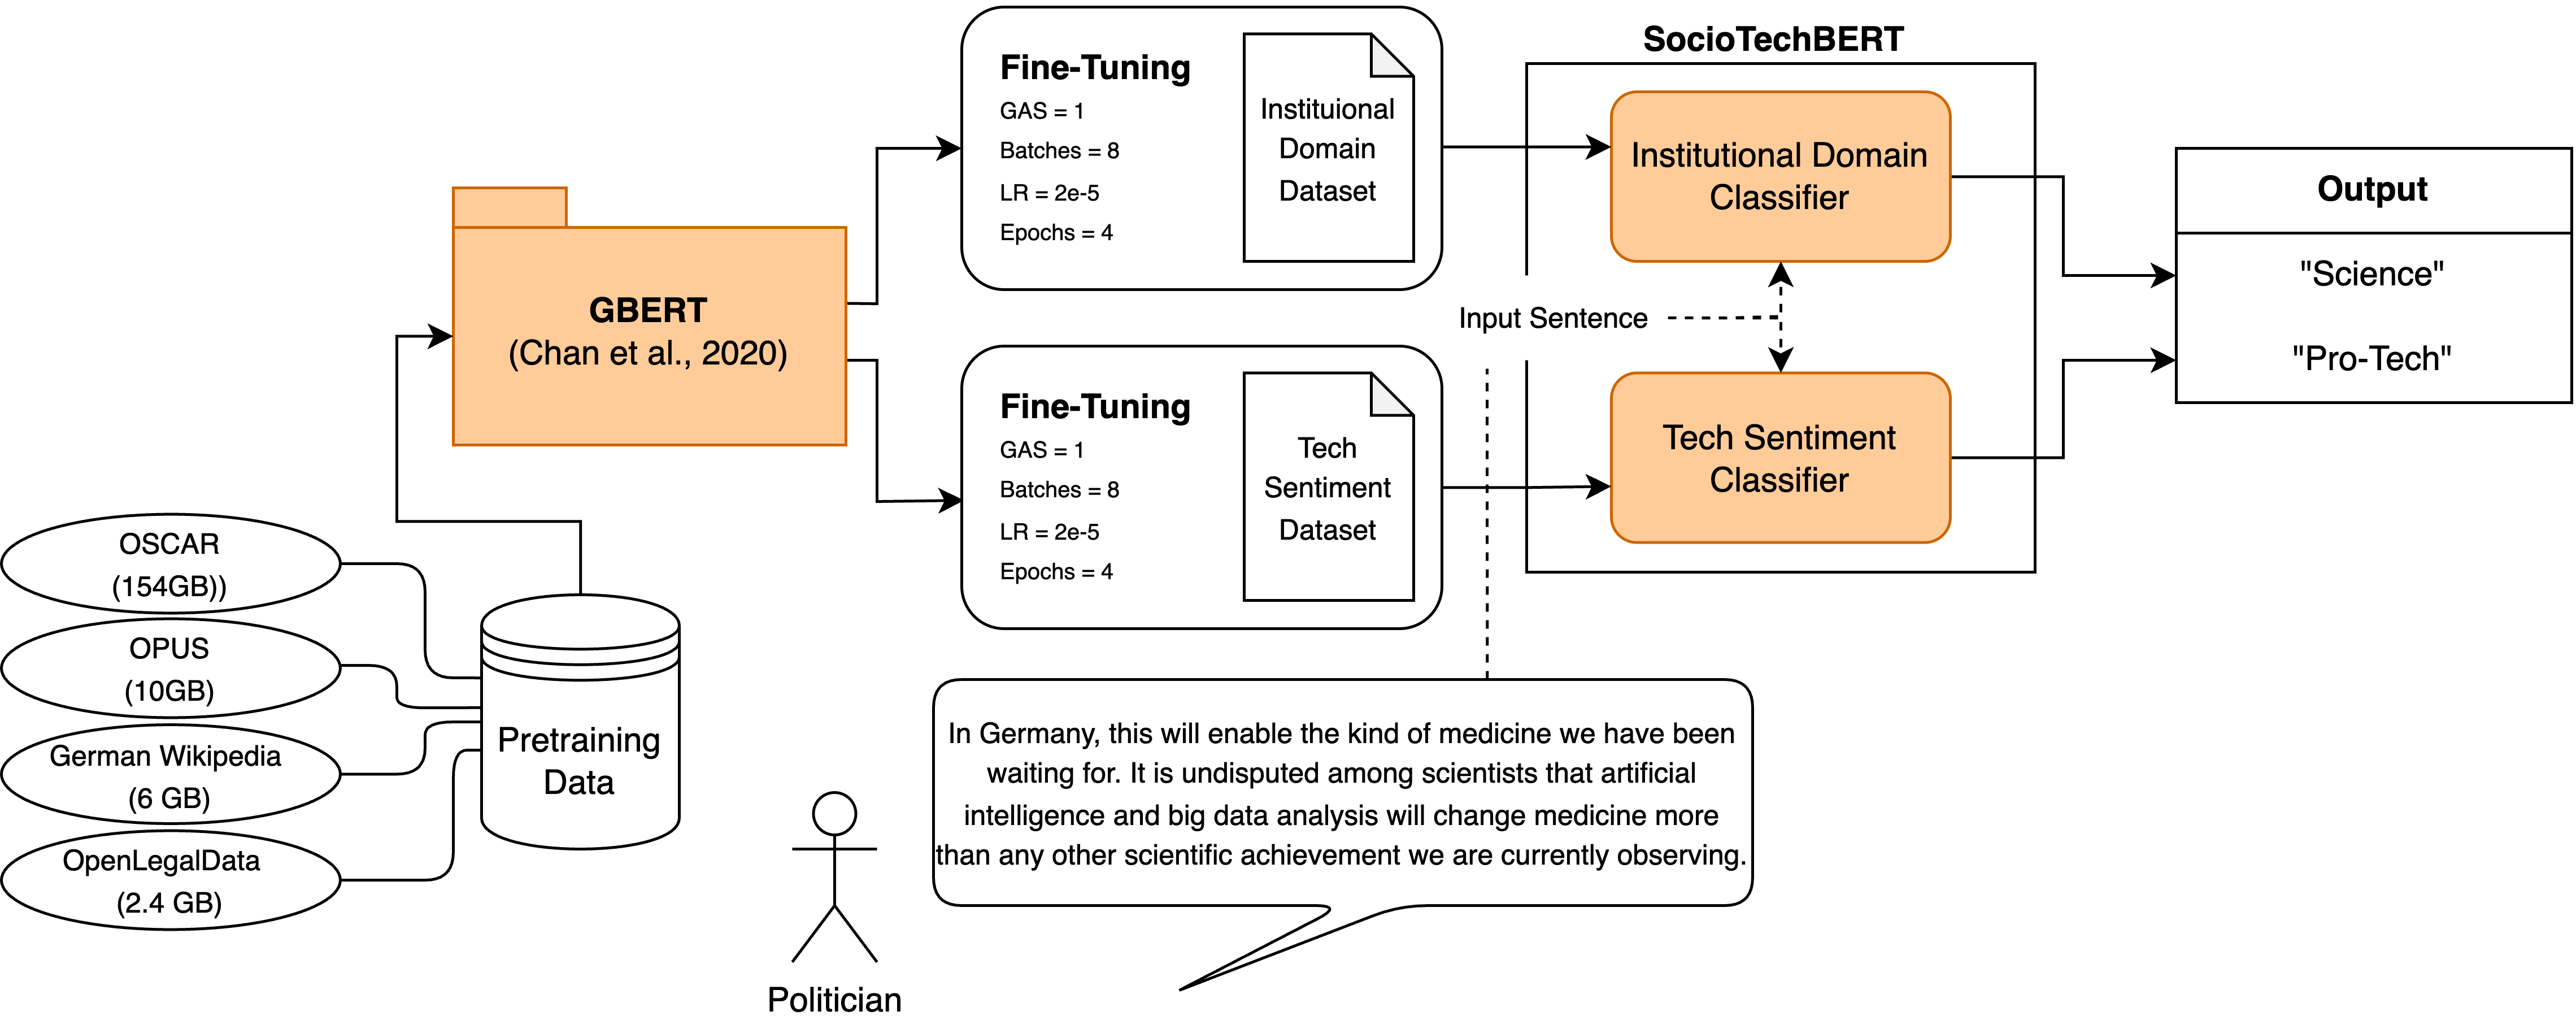 SocioTechBERT
Fine-Tuning
GAS = 1
Batches = 8
LR = 2e-5
Epochs = 4
Instituional
Domain
Dataset
Institutional Domain
Classifier
Output
"Science"
"Pro-Tech"
GBERT
(Chan et al., 2020)
Input Sentence
Fine-Tuning
GAS = 1
Batches = 8
LR = 2e-5
Epochs = 4
Tech
Sentiment
Dataset
Tech Sentiment
Classifier
OSCAR
(154GB))
OPUS
(10GB)
German Wikipedia
(6 GB)
OpenLegalData
(2.4 GB)
Pretraining
Data
In Germany, this will enable the kind of medicine we have been
waiting for. It is undisputed among scientists that artificial
intelligence and big data analysis will change medicine more
than any other scientific achievement we are currently observing.
Politician